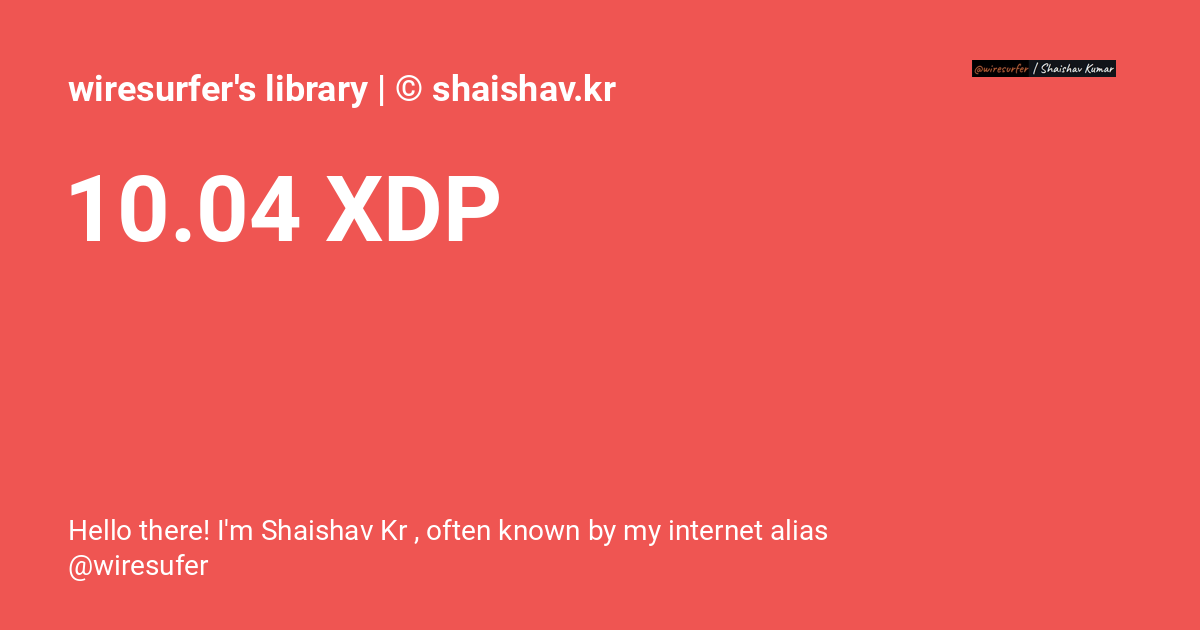 wiresurfer's library | © shaishav.kr
@wiresurfer | Shaishav Kumar
10.04 XDP
Hello there! I'm Shaishav Kr , often known by my internet alias
@wiresufer